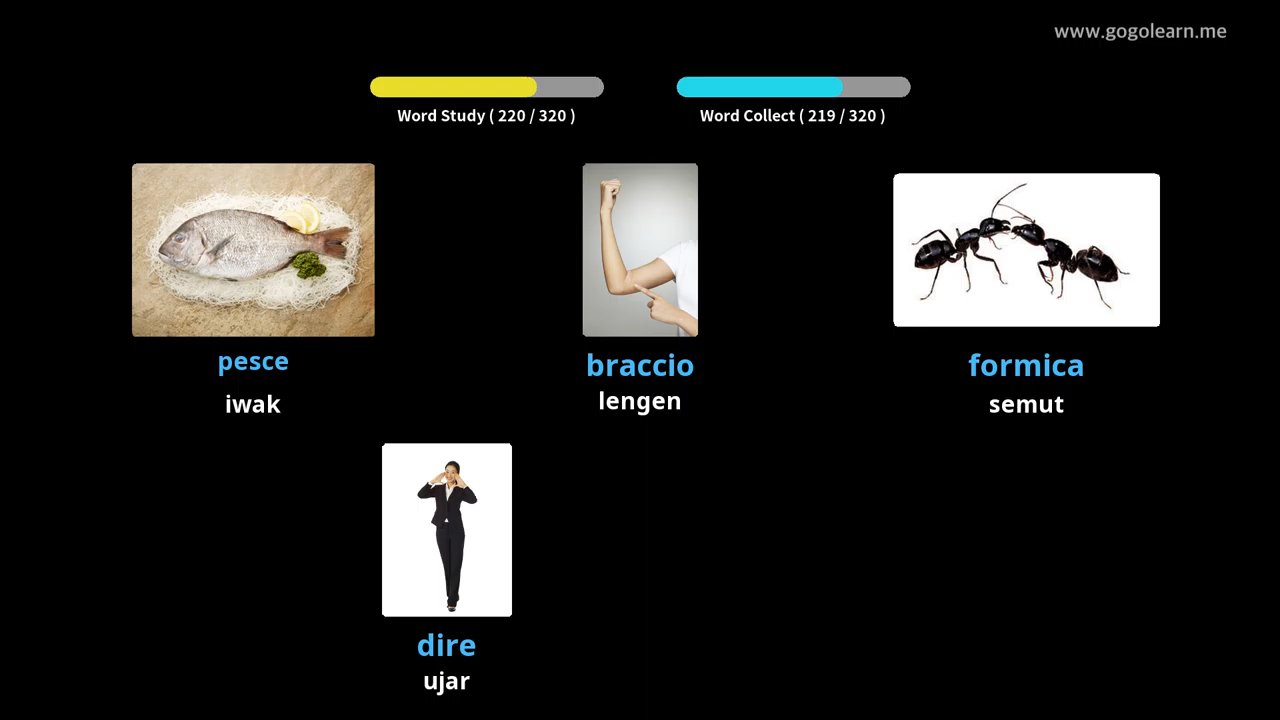 www.gogolearn.me
Word Study ( 220 / 320 )
Word Collect ( 219 / 320 )
pesce
iwak
braccio
lengen
formica
semut
dire
ujar